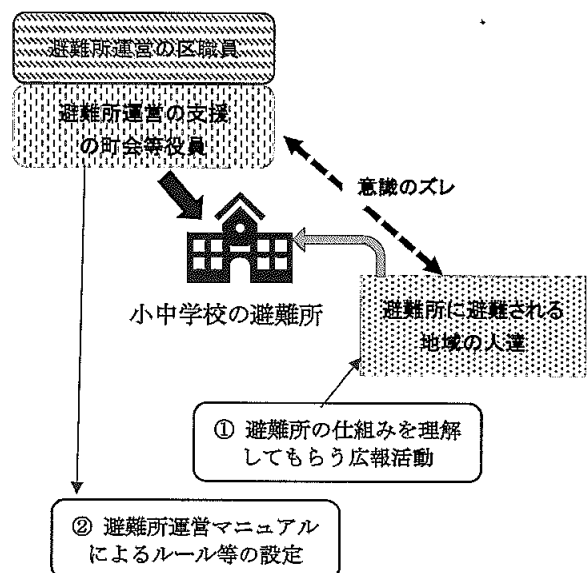 避難所運営の区職員
避難所運営の支援
の町会等役員
意識のズレ
小中学校の避難所
避難所に避難される
地域の人達
① 避難所の仕組みを理解
してもらう広報活動
② 避難所運営マニュアル
によるルール等の設定